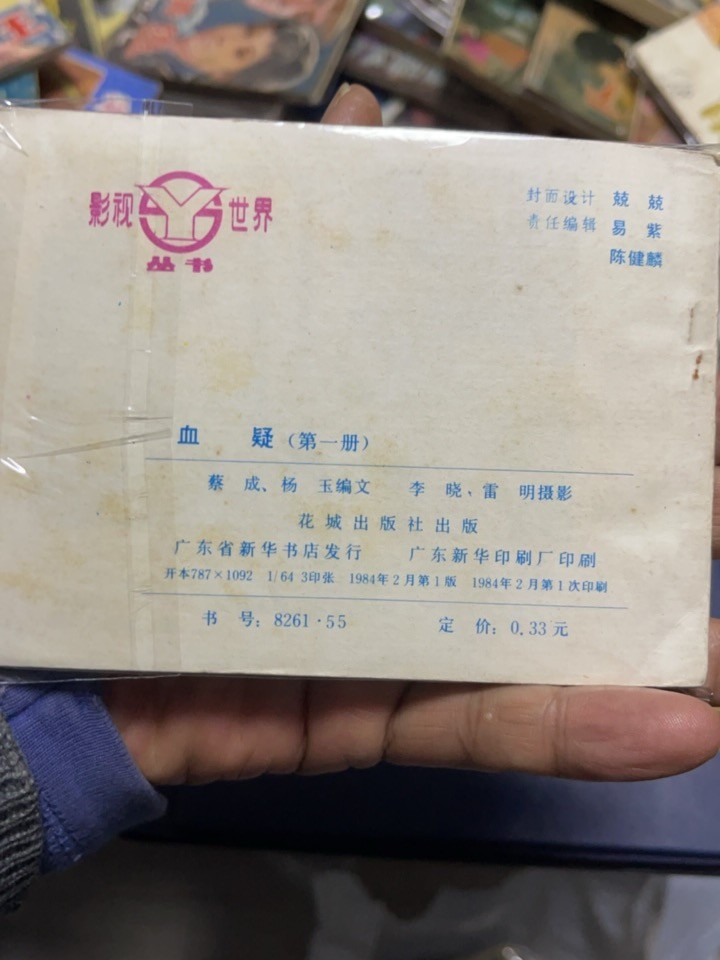 影视世界
丛书
封面设计 兢兢
责任编辑 易紫
陈健麟
血 疑（第一册）
蔡 成、杨 玉编文 李 晓、雷 明摄影
花城出版社出版
广东省新华书店发行 广东新华印刷厂印刷
开本787×1092 1/64 3印张 1984年2月第1版 1984年2月第1次印刷
书 号：8261·55 定 价：0.33元